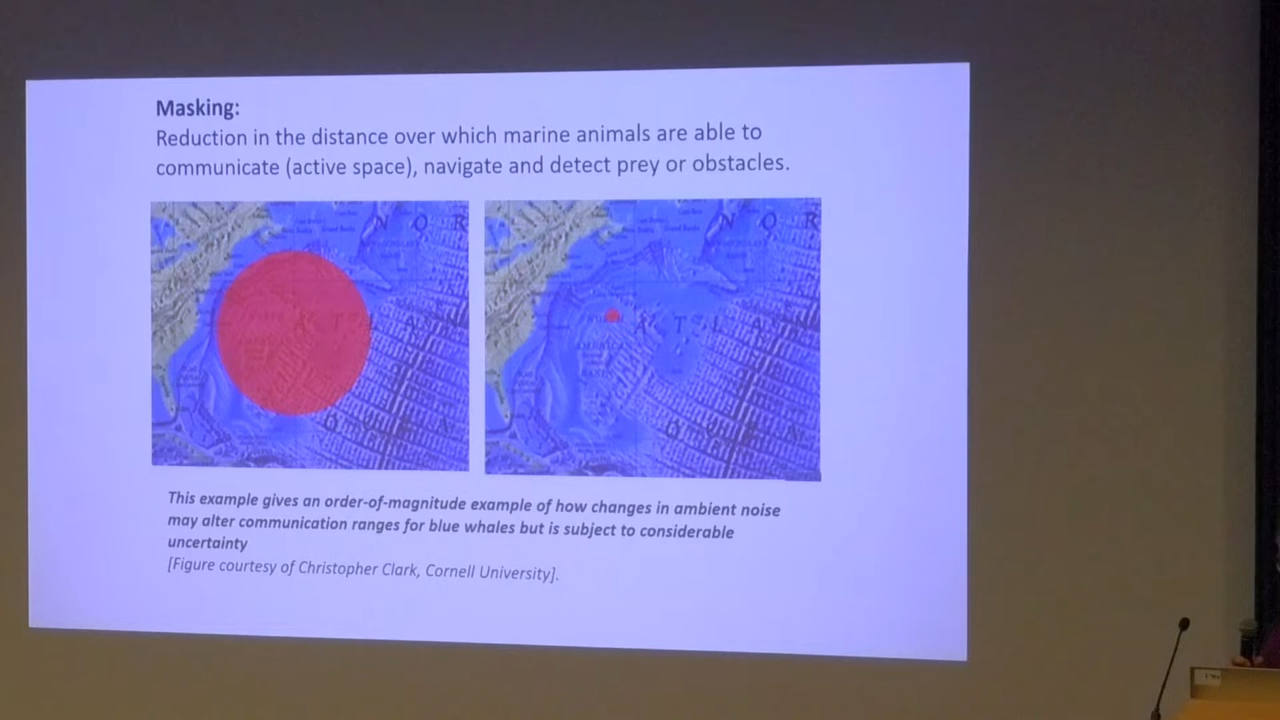 Masking:
Reduction in the distance over which marine animals are able to
communicate (active space), navigate and detect prey or obstacles.
N O R
N O R
A T L A
A T L A
O
O
This example gives an order-of-magnitude example of how changes in ambient noise
may alter communication ranges for blue whales but is subject to considerable
uncertainty
[Figure courtesy of Christopher Clark, Cornell University].